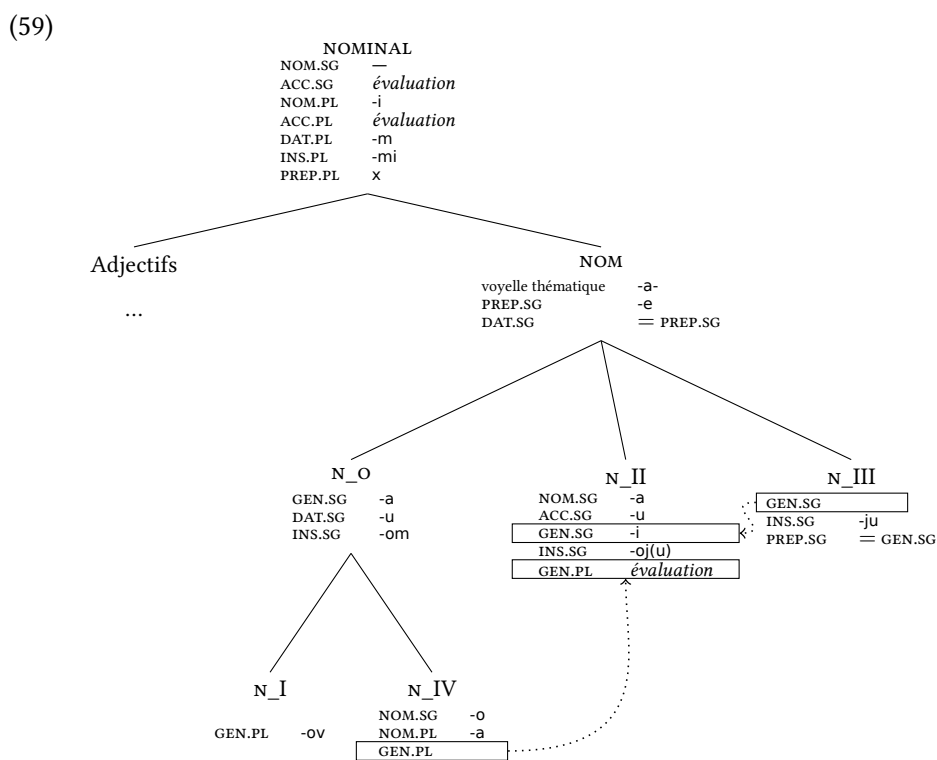 (59)
NOMINAL
NOM.SG —
ACC.SG évaluation
NOM.PL -i
ACC.PL évaluation
DAT.PL -m
INS.PL -mi
PREP.PL x
Adjectifs
...
NOM
voyelle thématique -a-
PREP.SG -e
DAT.SG = PREP.SG
N_O
GEN.SG -a
DAT.SG -u
INS.SG -om
N_II
NOM.SG -a
ACC.SG -u
GEN.SG -i
INS.SG -oj(u)
GEN.PL évaluation
N_III
GEN.SG
INS.SG -ju
PREP.SG = GEN.SG
N_I
GEN.PL -ov
N_IV
NOM.SG -o
NOM.PL -a
GEN.PL